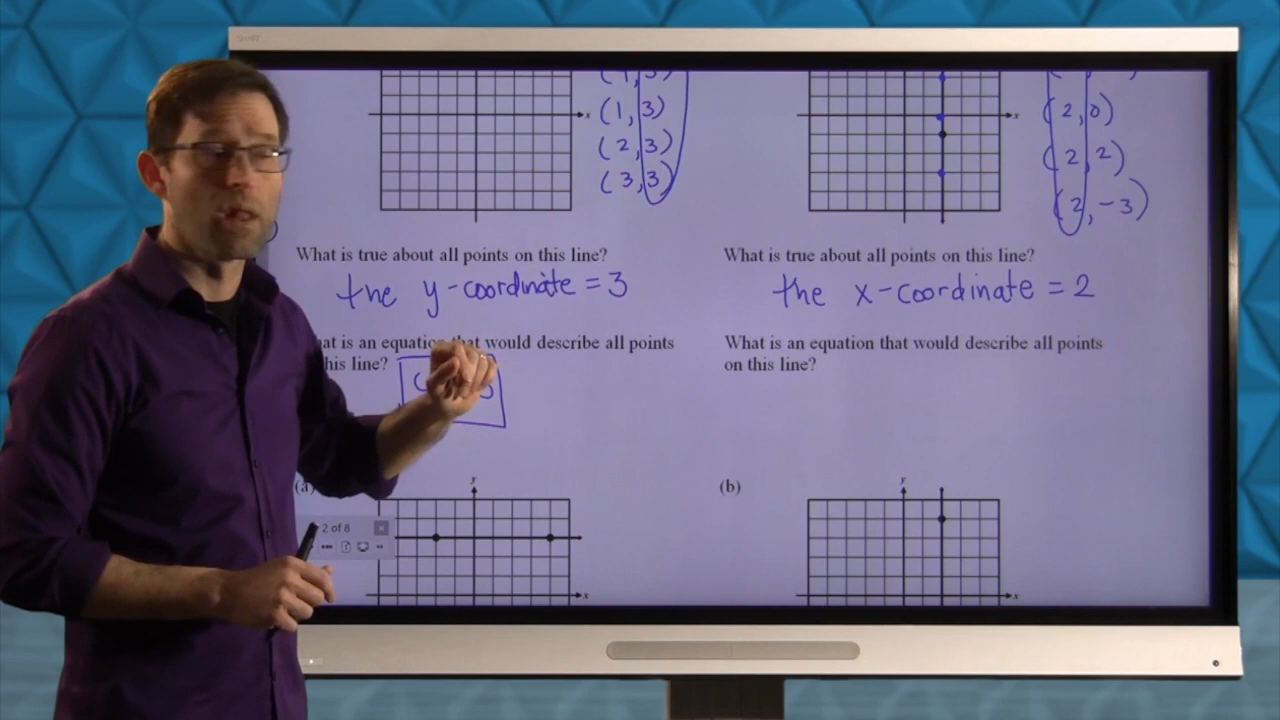 SMART
x
(1,3)
(2,3)
(3,3)
What is true about all points on this line?
the y-coordinate = 3
is an equation that would describe all points
this line?
(a)
y
2 of 8
x
x
(2,0)
(2,2)
(2,-3)
What is true about all points on this line?
the x-coordinate = 2
What is an equation that would describe all points
on this line?
(b)
y
x